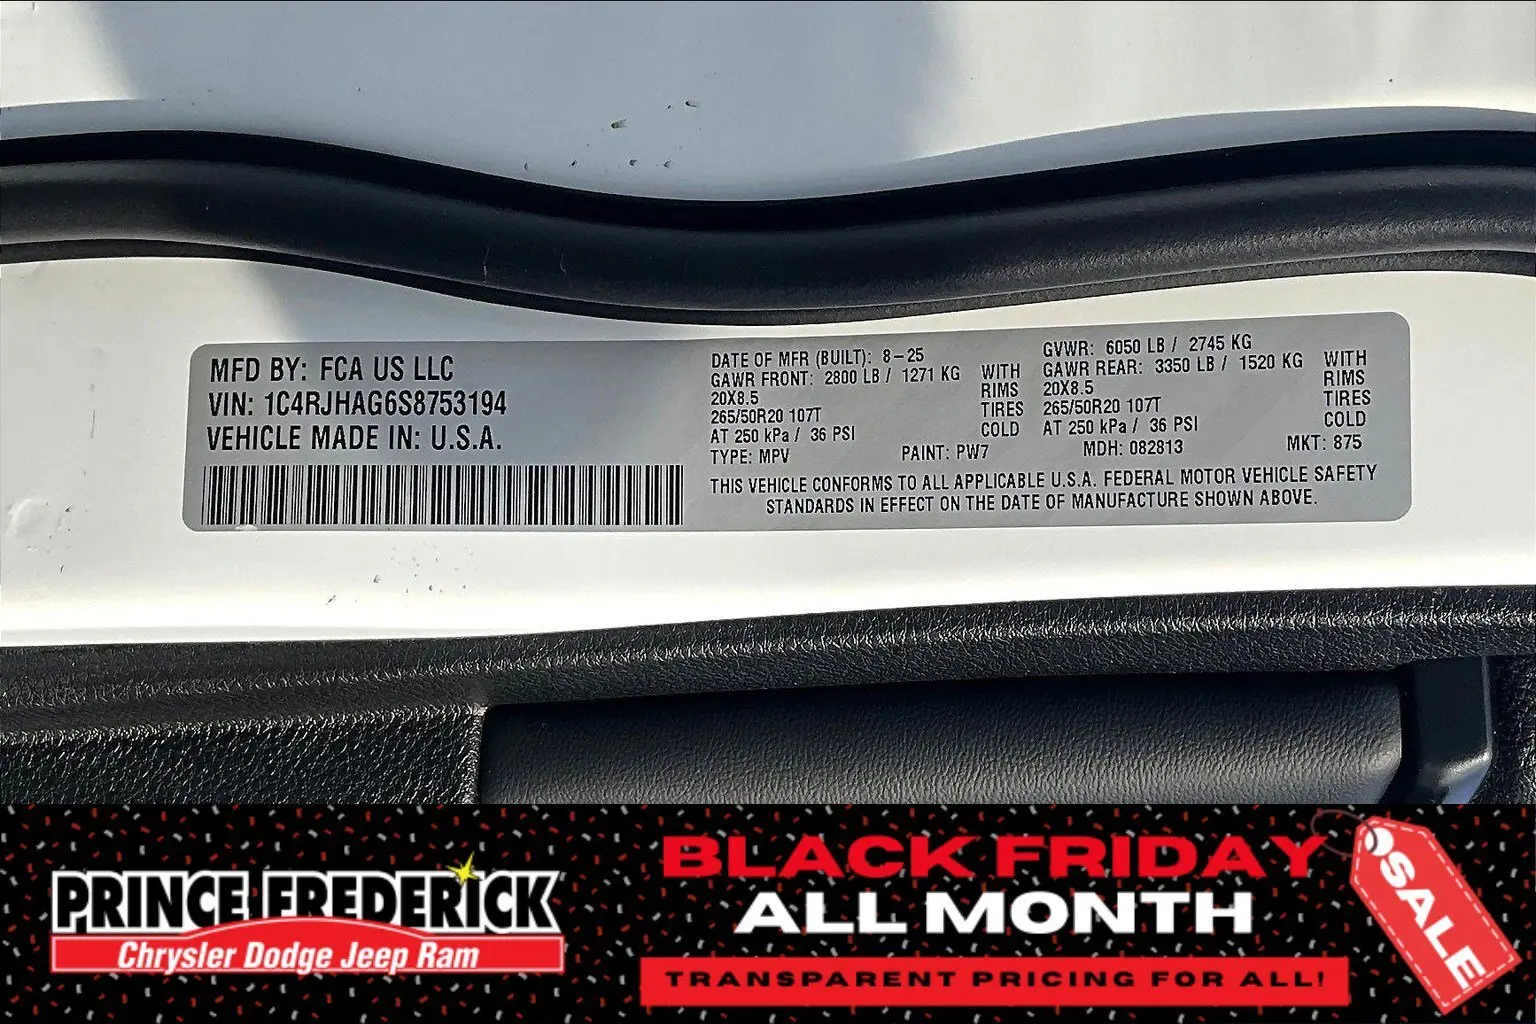 MFD BY: FCA US LLC
VIN: 1C4RJHAG6S8753194
VEHICLE MADE IN: U.S.A.
DATE OF MFR (BUILT): 8-25
GAWR FRONT: 2800 LB / 1271 KG WITH
20X8.5 RIMS
265/50R20 107T TIRES
AT 250 kPa / 36 PSI COLD
GVWR: 6050 LB / 2745 KG
GAWR REAR: 3350 LB / 1520 KG WITH
20X8.5 RIMS
265/50R20 107T TIRES
AT 250 kPa / 36 PSI COLD
TYPE: MPV PAINT: PW7 MDH: 082813 MKT: 875
THIS VEHICLE CONFORMS TO ALL APPLICABLE U.S.A. FEDERAL MOTOR VEHICLE SAFETY
STANDARDS IN EFFECT ON THE DATE OF MANUFACTURE SHOWN ABOVE.
PRINCE FREDERICK
Chrysler Dodge Jeep Ram
BLACK FRIDAY
ALL MONTH
TRANSPARENT PRICING FOR ALL!
SALE